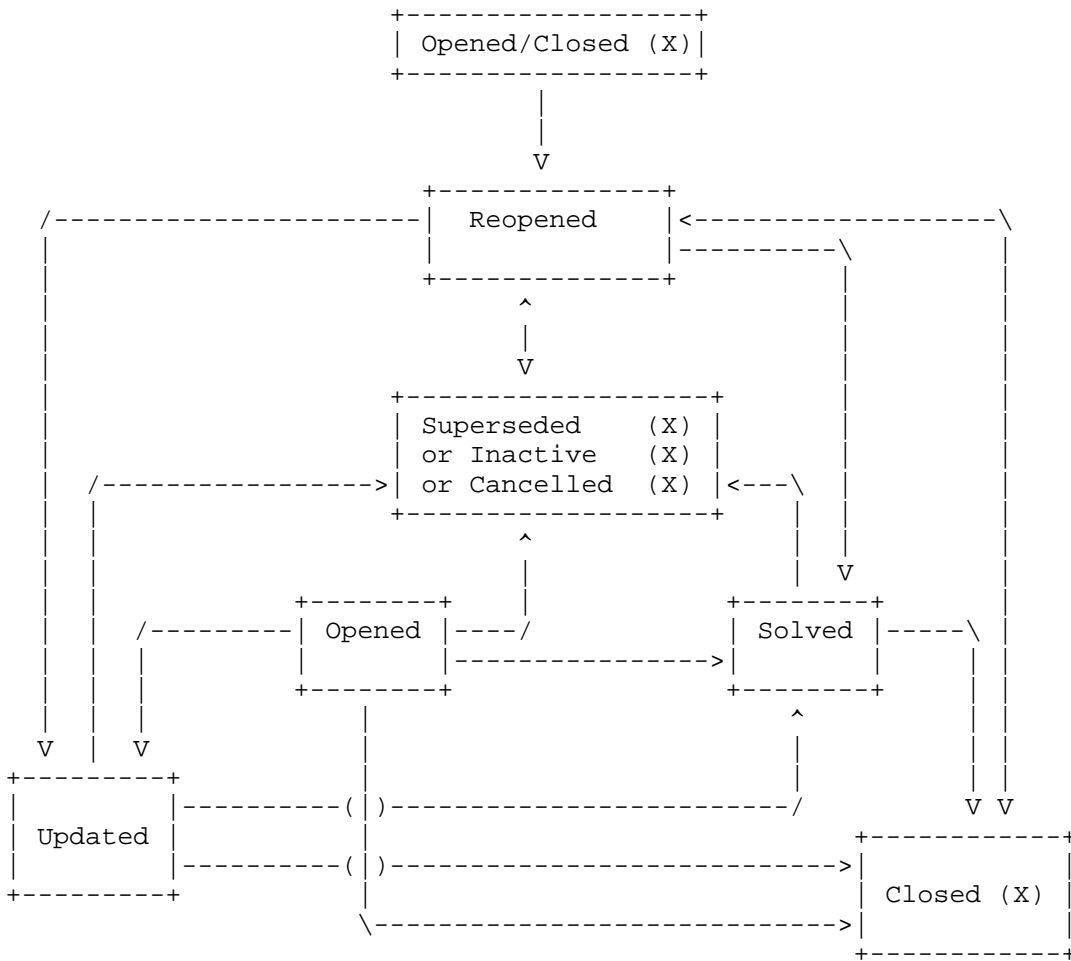 Opened/Closed (X)
Reopened
Superseded (X)
or Inactive (X)
or Cancelled (X)
Opened
Solved
Updated
Closed (X)